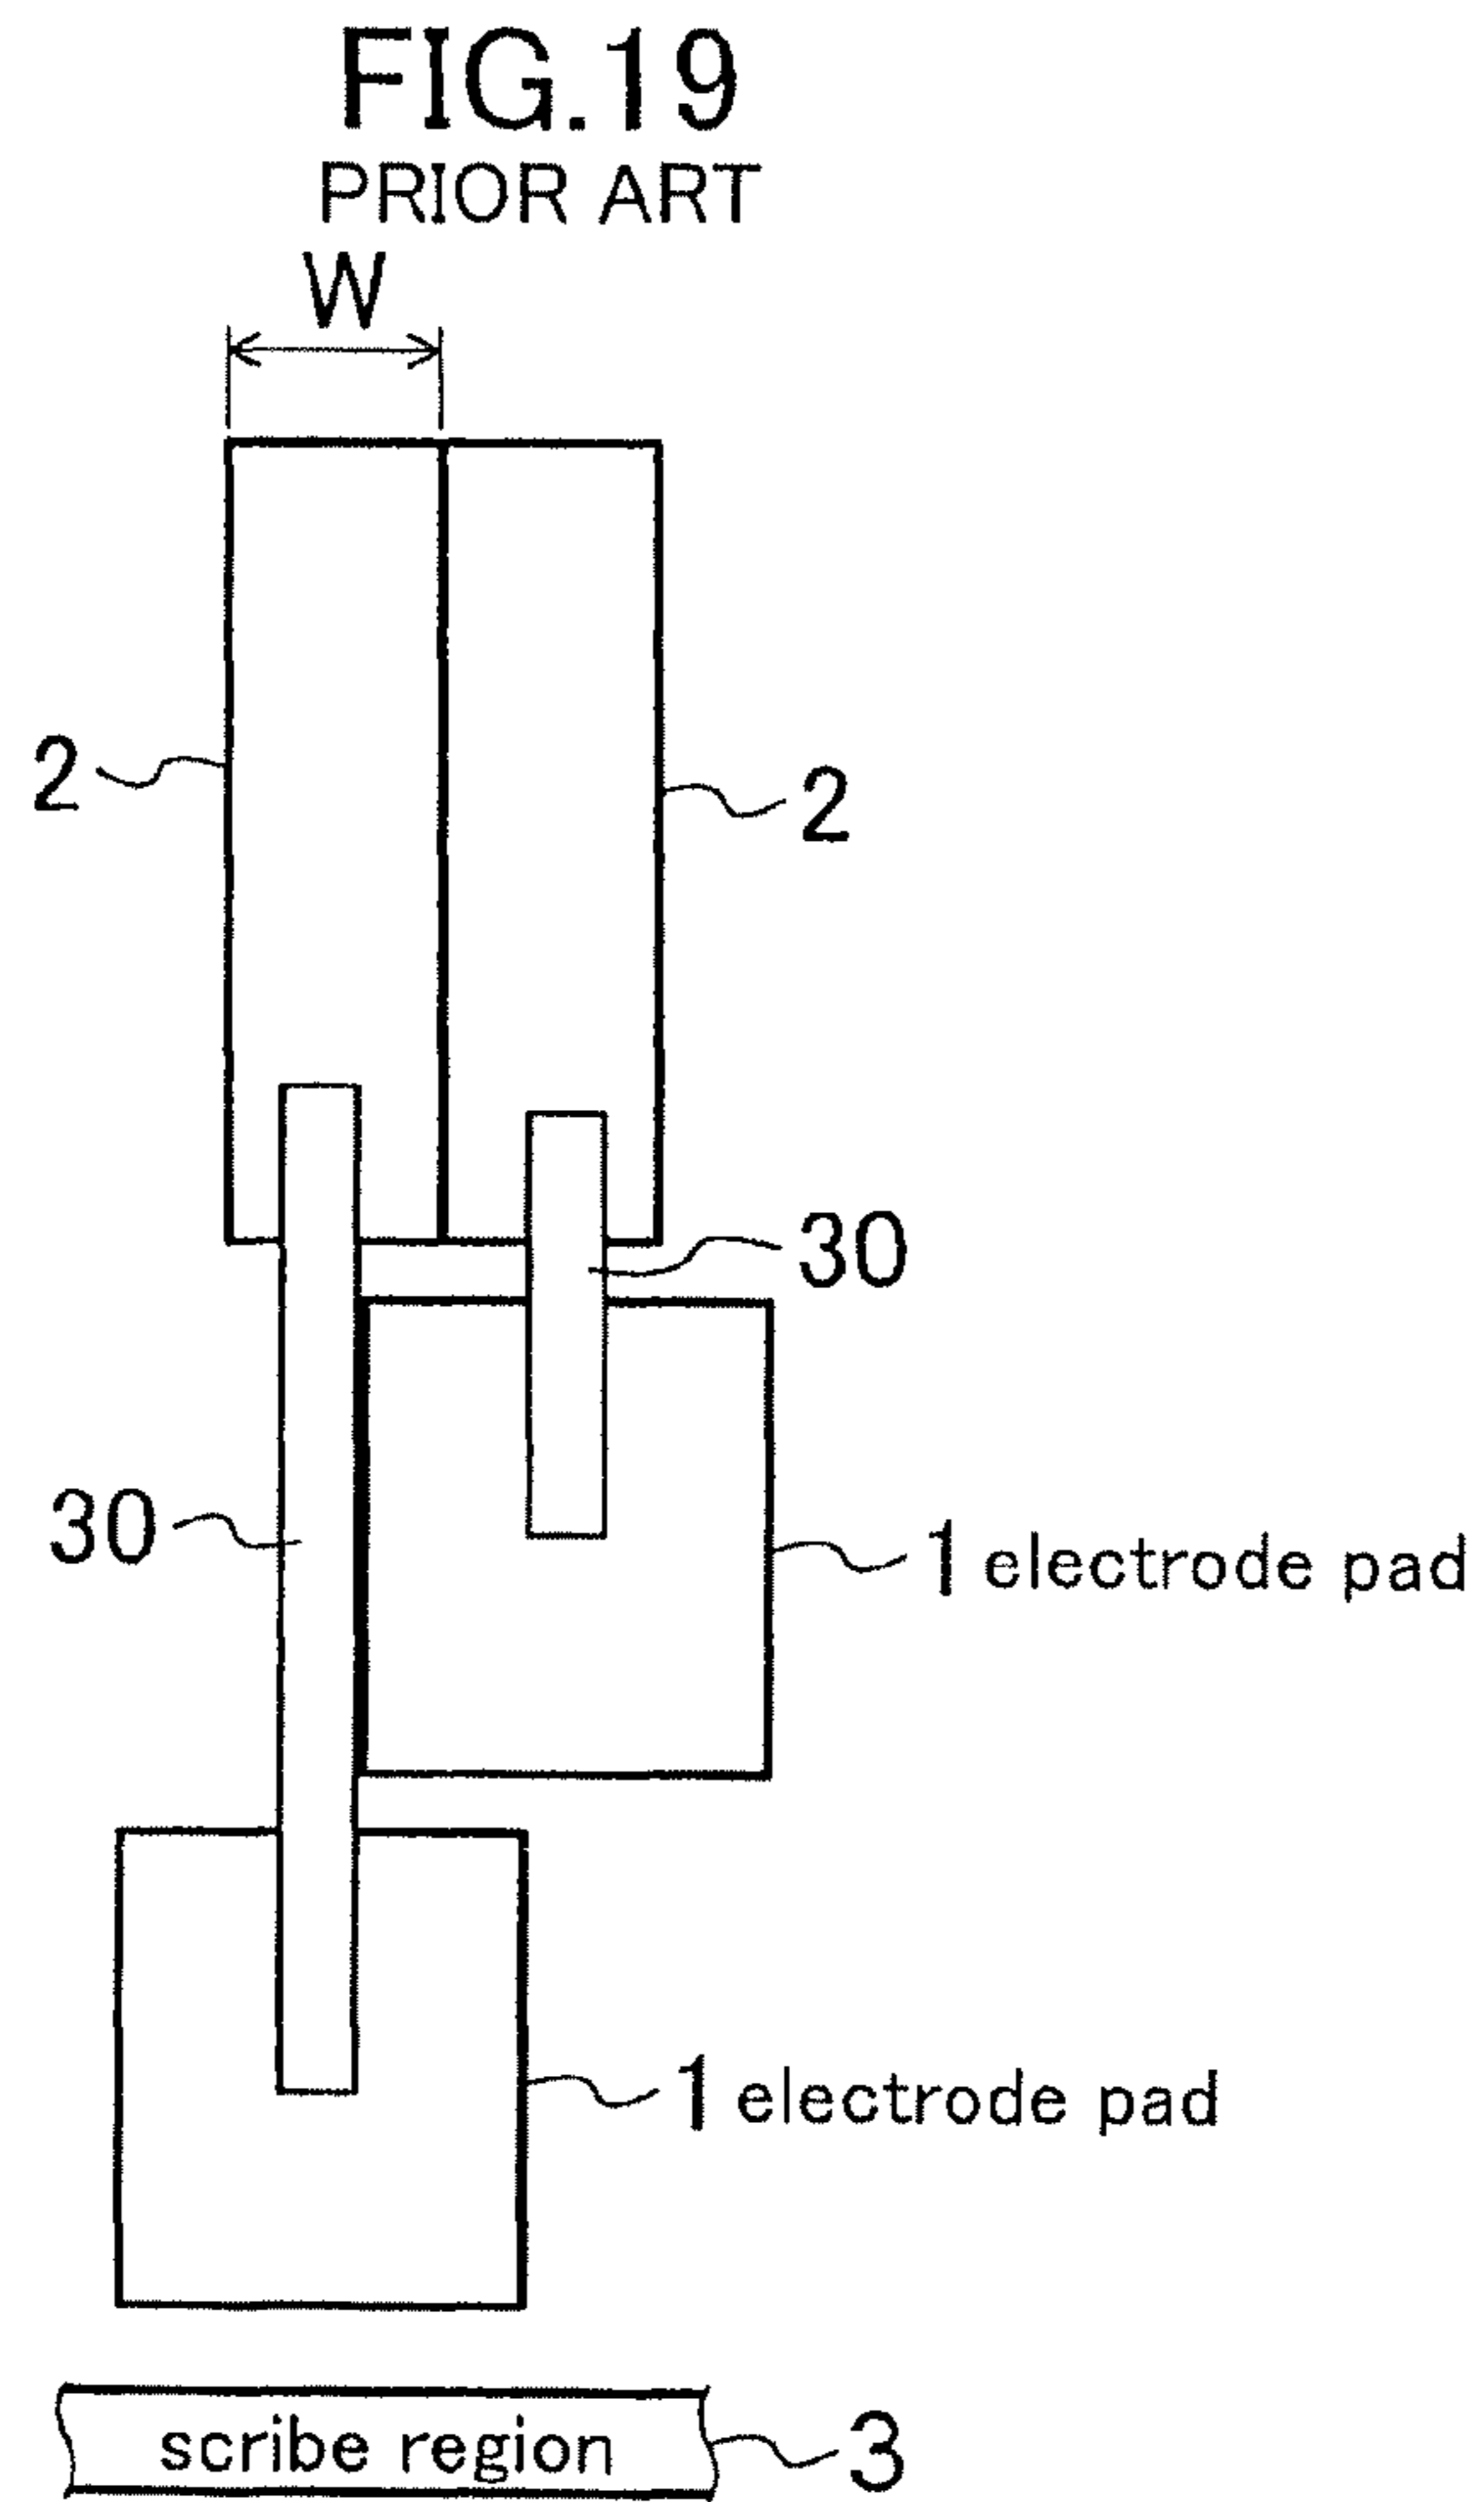 FIG.19
PRIOR ART
W
2
2
30
30
1 electrode pad
1 electrode pad
scribe region
3